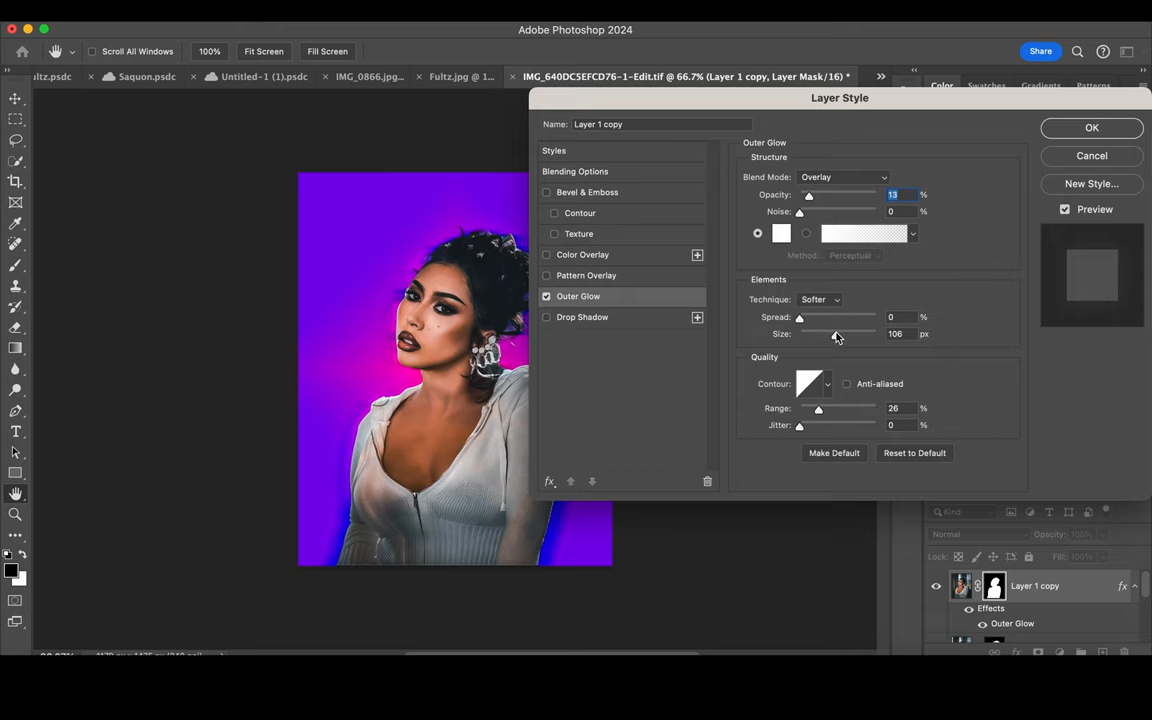 Adobe Photoshop 2024
Scroll All Windows 100% Fit Screen Fill Screen Share
ultz.psdc × Saquon.psdc × Untitled-1 (1).psdc × IMG_0866.jpg... × Fultz.jpg @ 1... × IMG_640DC5EFCD76-1-Edit.tif @ 66.7% (Layer 1 copy, Layer Mask/16) *
Color Swatches Gradients Patterns
Layer Style
Name: Layer 1 copy
Styles
Blending Options
Bevel & Emboss
Contour
Texture
Color Overlay
Pattern Overlay
Outer Glow
Drop Shadow
fx
Outer Glow
Structure
Blend Mode: Overlay
Opacity: 13 %
Noise: 0 %
Method: Perceptual
Elements
Technique: Softer
Spread: 0 %
Size: 106 px
Quality
Contour: Anti-aliased
Range: 26 %
Jitter: 0 %
Make Default Reset to Default
OK
Cancel
New Style...
Preview
Kind
Normal Opacity: 100%
Lock: Fill: 100%
Layer 1 copy fx
Effects
Outer Glow